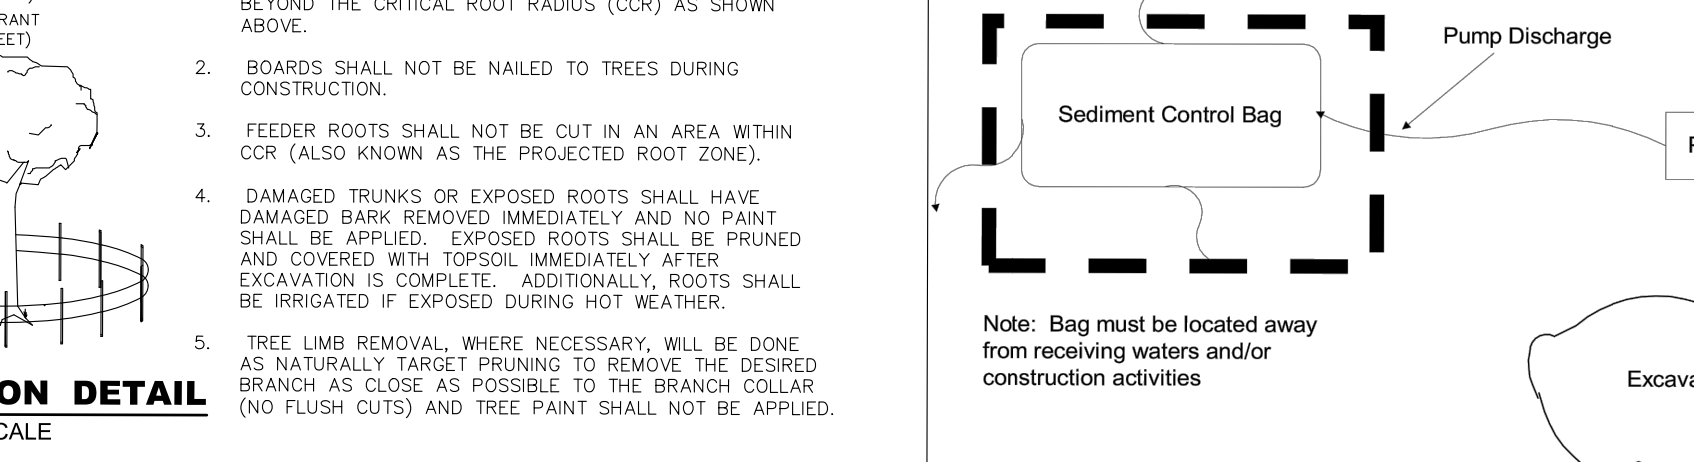 RANT
EET)
BEYOND THE CRITICAL ROOT RADIUS (CCR) AS SHOWN
ABOVE.
2. BOARDS SHALL NOT BE NAILED TO TREES DURING
CONSTRUCTION.
3. FEEDER ROOTS SHALL NOT BE CUT IN AN AREA WITHIN
CCR (ALSO KNOWN AS THE PROJECTED ROOT ZONE).
4. DAMAGED TRUNKS OR EXPOSED ROOTS SHALL HAVE
DAMAGED BARK REMOVED IMMEDIATELY AND NO PAINT
SHALL BE APPLIED. EXPOSED ROOTS SHALL BE PRUNED
AND COVERED WITH TOPSOIL IMMEDIATELY AFTER
EXCAVATION IS COMPLETE. ADDITIONALLY, ROOTS SHALL
BE IRRIGATED IF EXPOSED DURING HOT WEATHER.
5. TREE LIMB REMOVAL, WHERE NECESSARY, WILL BE DONE
AS NATURALLY TARGET PRUNING TO REMOVE THE DESIRED
BRANCH AS CLOSE AS POSSIBLE TO THE BRANCH COLLAR
(NO FLUSH CUTS) AND TREE PAINT SHALL NOT BE APPLIED.
ON DETAIL
CALE
Pump Discharge
Sediment Control Bag
Note: Bag must be located away
from receiving waters and/or
construction activities
Excava